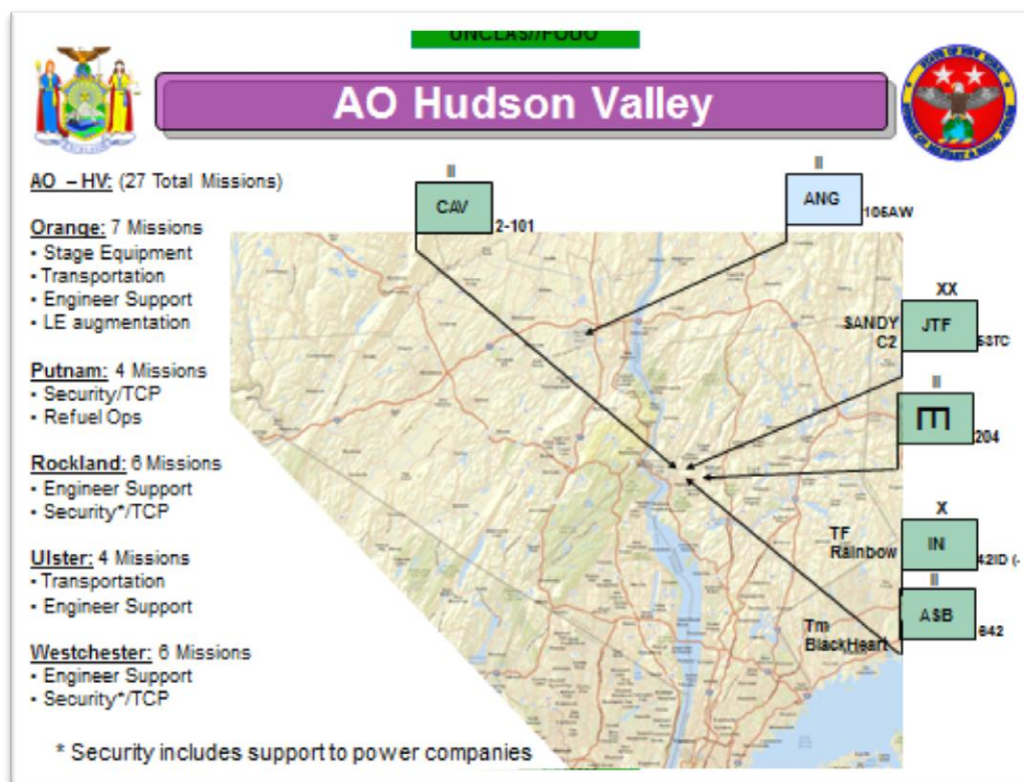 UNCLAS//FOUO
AO Hudson Valley
AO – HV: (27 Total Missions)
Orange: 7 Missions
• Stage Equipment
• Transportation
• Engineer Support
• LE augmentation
Putnam: 4 Missions
• Security/TCP
• Refuel Ops
Rockland: 6 Missions
• Engineer Support
• Security*/TCP
Ulster: 4 Missions
• Transportation
• Engineer Support
Westchester: 6 Missions
• Engineer Support
• Security*/TCP
* Security includes support to power companies
II
CAV
2-101
II
ANG
105AW
XX
SANDY
C2
JTF
53TC
II
204
X
TF
Rainbow
IN
42ID (-
II
Tm
BlackHeart
ASB
642